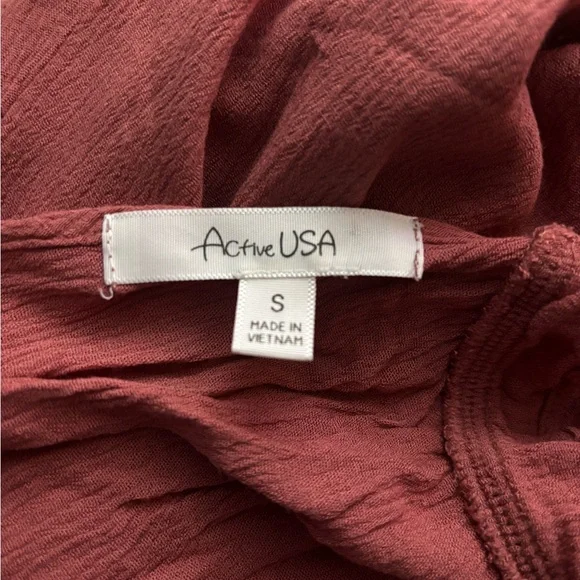 Active USA
S
MADE IN
VIETNAM